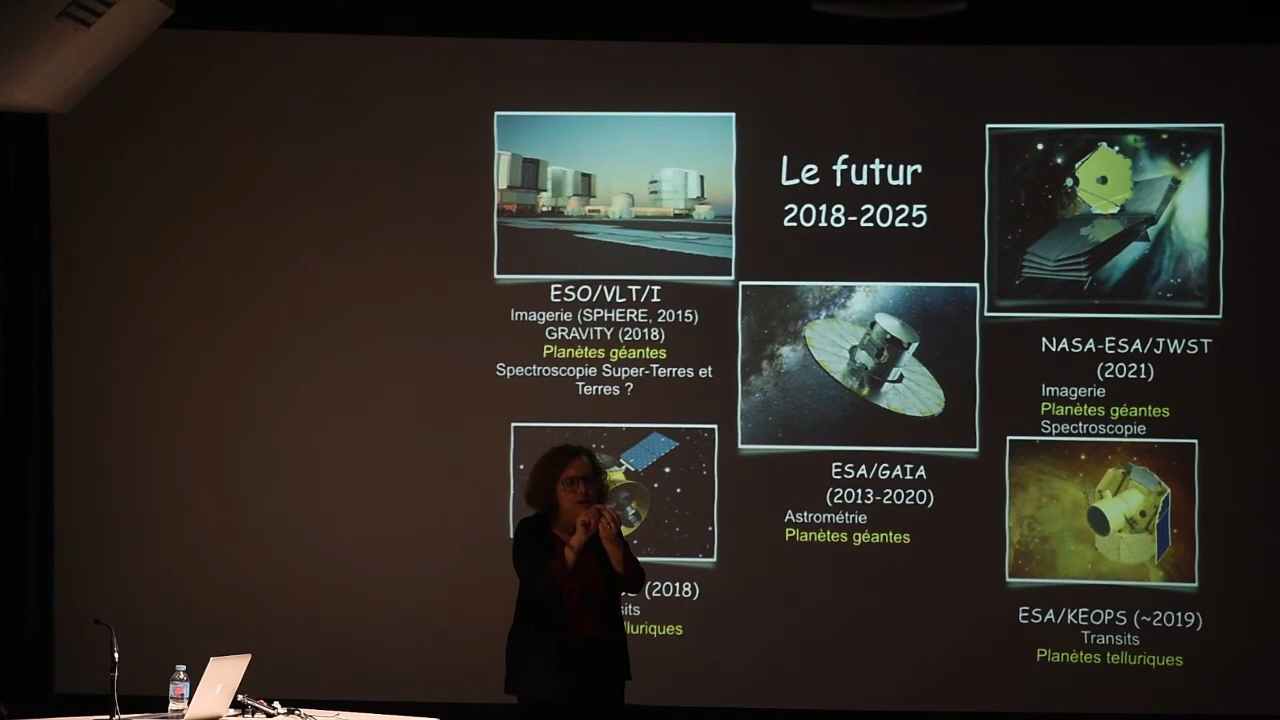 Le futur
2018-2025
ESO/VLT/I
Imagerie (SPHERE, 2015)
GRAVITY (2018)
Planètes géantes
Spectroscopie Super-Terres et
Terres ?
NASA-ESA/JWST
(2021)
Imagerie
Planètes géantes
Spectroscopie
ESA/GAIA
(2013-2020)
Astrométrie
Planètes géantes
(2018)
ESA/KEOPS (~2019)
Transits
Planètes telluriques